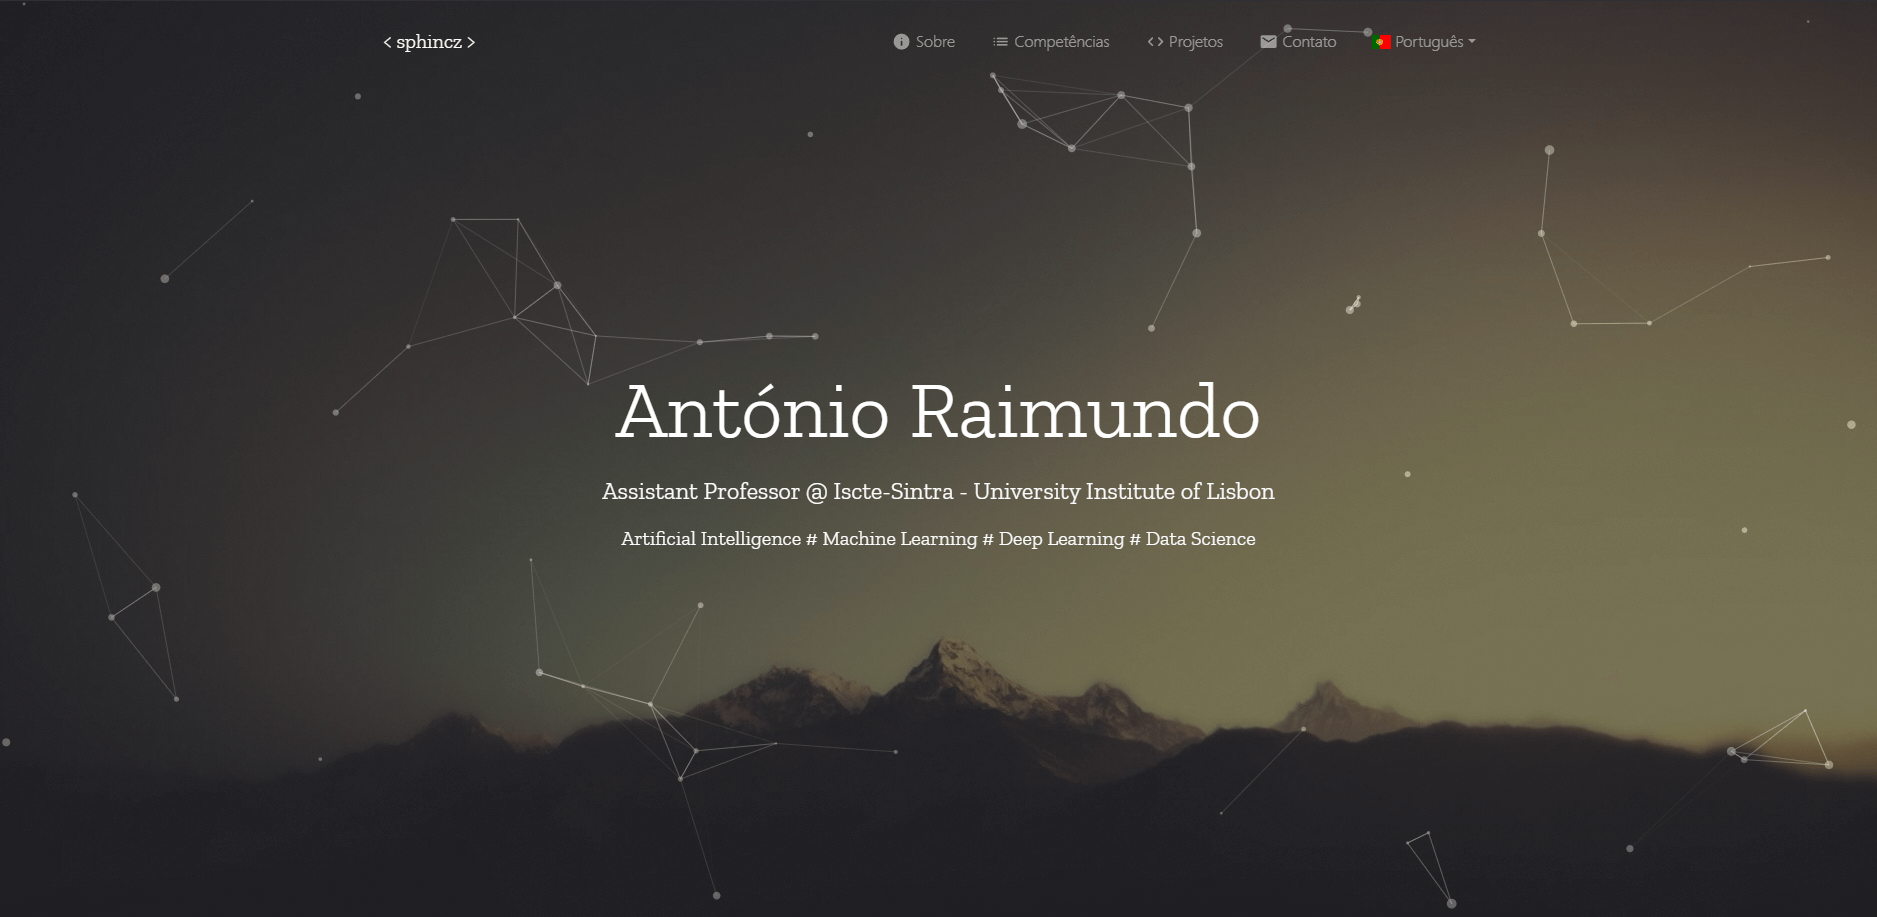 < sphincz >
Sobre
Competências
Projetos
Contato
Português
António Raimundo
Assistant Professor @ Iscte-Sintra - University Institute of Lisbon
Artificial Intelligence # Machine Learning # Deep Learning # Data Science